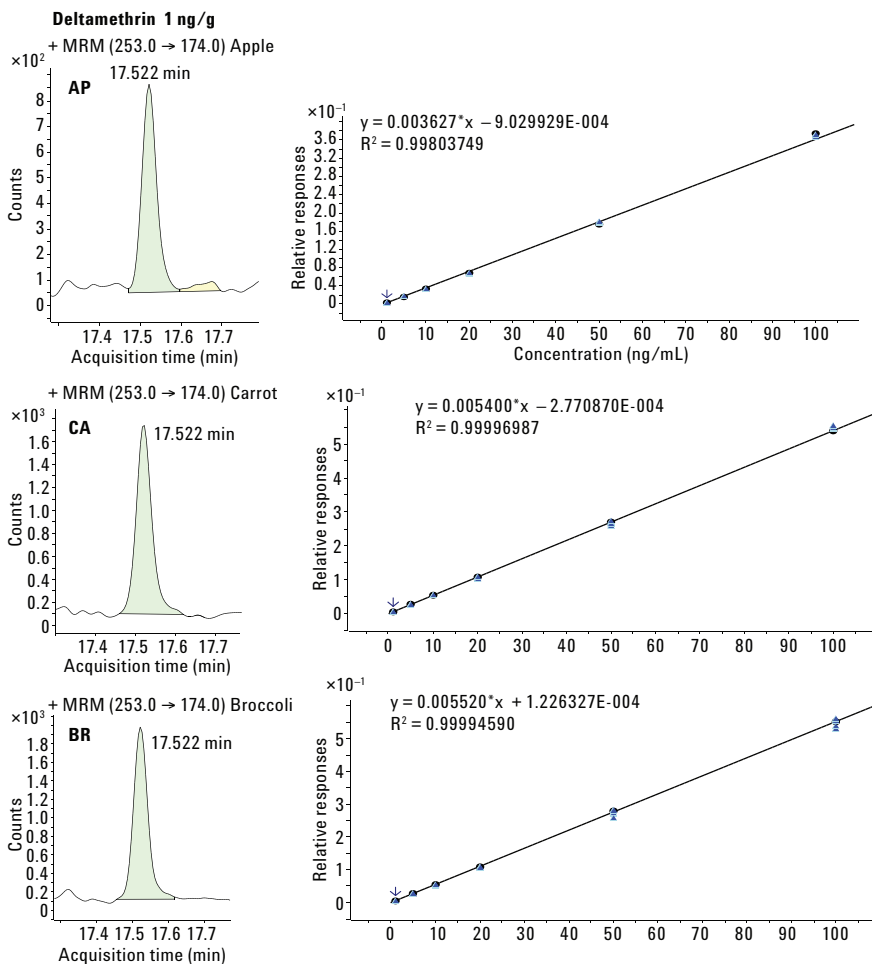 Deltamethrin 1 ng/g
+ MRM (253.0 → 174.0) Apple
×10²
17.522 min
AP
8
7
6
5
4
3
2
1
0
Counts
17.4 17.5 17.6 17.7
Acquisition time (min)
×10⁻¹
y = 0.003627*x − 9.029929E-004
R² = 0.99803749
3.6
3.2
2.8
2.4
2.0
1.6
1.2
0.8
0.4
0
Relative responses
0 10 20 30 40 50 60 70 80 90 100
Concentration (ng/mL)
+ MRM (253.0 → 174.0) Carrot
×10³
CA
17.522 min
1.6
1.4
1.2
1.0
0.8
0.6
0.4
0.2
0
Counts
17.4 17.5 17.6 17.7
Acquisition time (min)
×10⁻¹
y = 0.005400*x − 2.770870E-004
R² = 0.99996987
5
4
3
2
1
0
Relative responses
0 10 20 30 40 50 60 70 80 90 100
+ MRM (253.0 → 174.0) Broccoli
×10³
BR
17.522 min
1.8
1.6
1.4
1.2
1.0
0.8
0.6
0.4
0.2
0
Counts
17.4 17.5 17.6 17.7
Acquisition time (min)
×10⁻¹
y = 0.005520*x + 1.226327E-004
R² = 0.99994590
5
4
3
2
1
0
Relative responses
0 10 20 30 40 50 60 70 80 90 100